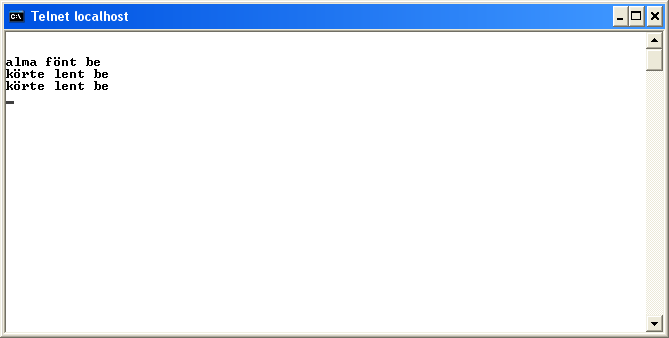 Telnet localhost
alma fönt be
körte lent be
körte lent be